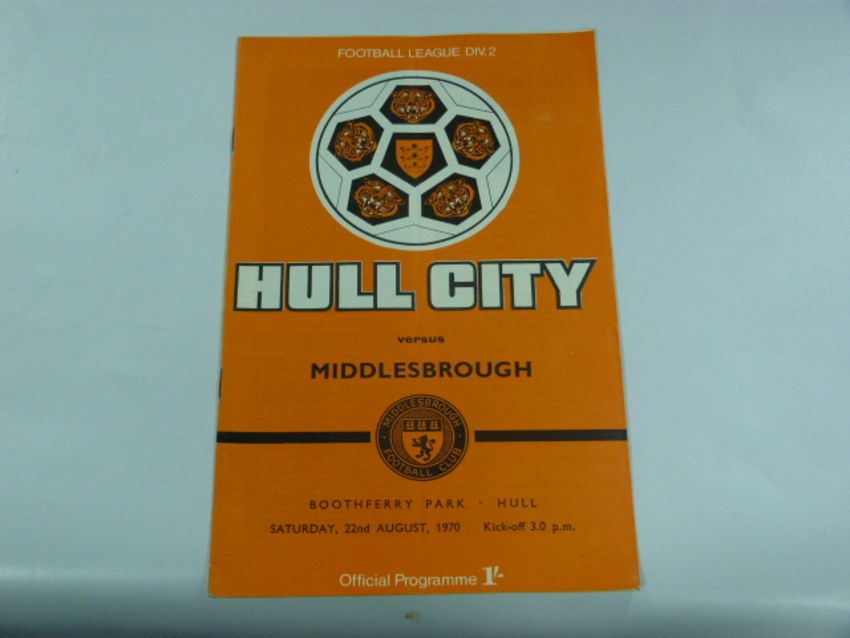 FOOTBALL LEAGUE DIV. 2
HULL CITY
versus
MIDDLESBROUGH
MIDDLESBROUGH
FOOTBALL CLUB
BOOTHFERRY PARK · HULL
SATURDAY, 22nd AUGUST, 1970 Kick-off 3.0 p.m.
Official Programme 1/-